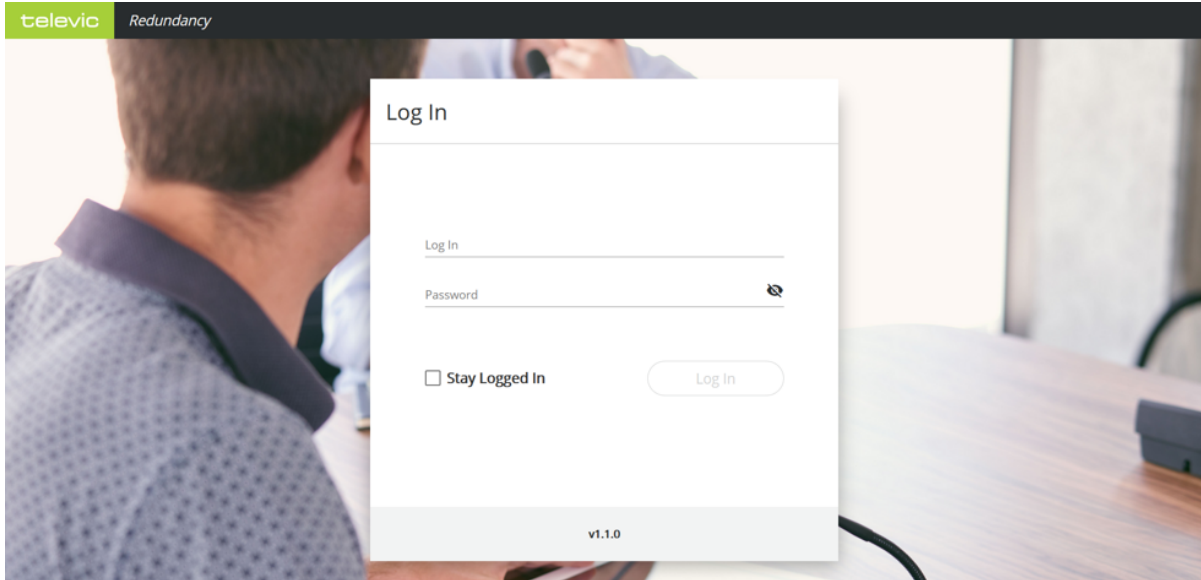 televic Redundancy
Log In
Log In
Password
Stay Logged In Log In
v1.1.0